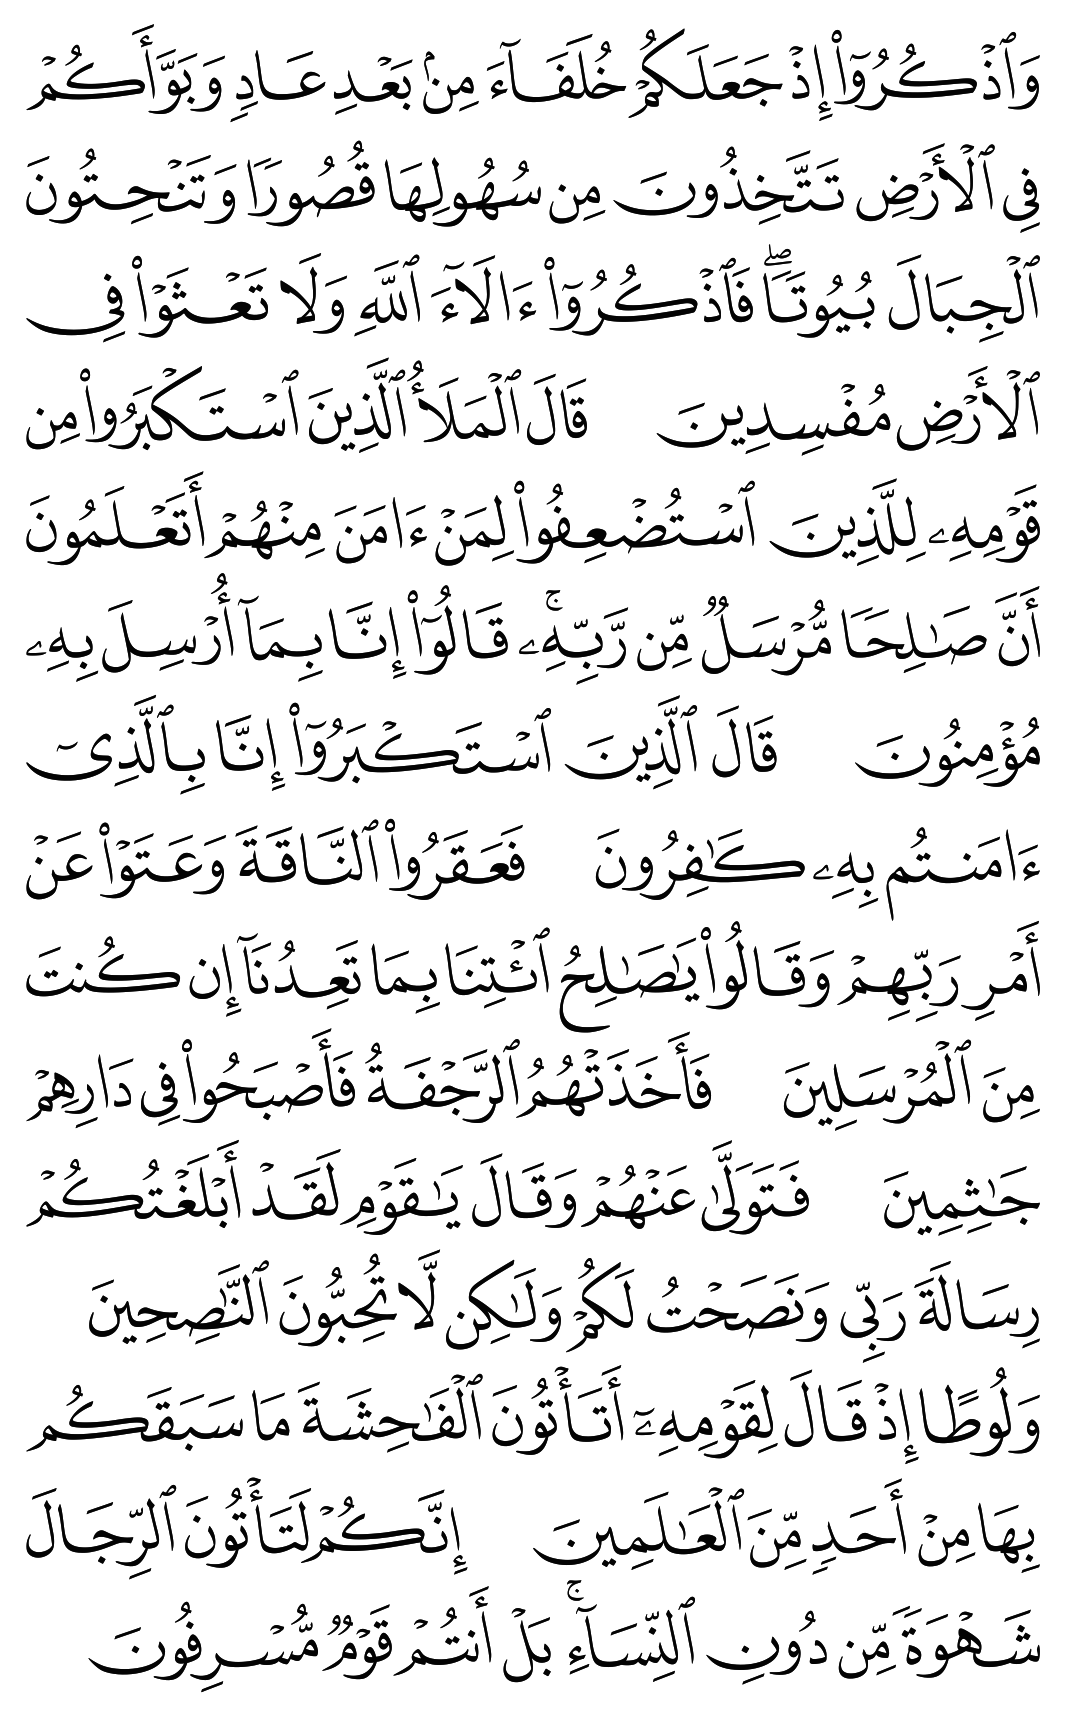 وَٱذۡكُرُوٓاْ إِذۡ جَعَلَكُمۡ خُلَفَآءَ مِنۢ بَعۡدِ عَادٖ وَبَوَّأَكُمۡ
فِي ٱلۡأَرۡضِ تَتَّخِذُونَ مِن سُهُولِهَا قُصُورٗا وَتَنۡحِتُونَ
ٱلۡجِبَالَ بُيُوتٗاۖ فَٱذۡكُرُوٓاْ ءَالَآءَ ٱللَّهِ وَلَا تَعۡثَوۡاْ فِي
ٱلۡأَرۡضِ مُفۡسِدِينَ قَالَ ٱلۡمَلَأُ ٱلَّذِينَ ٱسۡتَكۡبَرُواْ مِن
قَوۡمِهِۦ لِلَّذِينَ ٱسۡتُضۡعِفُواْ لِمَنۡ ءَامَنَ مِنۡهُمۡ أَتَعۡلَمُونَ
أَنَّ صَٰلِحٗا مُّرۡسَلٞ مِّن رَّبِّهِۦۚ قَالُوٓاْ إِنَّا بِمَآ أُرۡسِلَ بِهِۦ
مُؤۡمِنُونَ قَالَ ٱلَّذِينَ ٱسۡتَكۡبَرُوٓاْ إِنَّا بِٱلَّذِيٓ
ءَامَنتُم بِهِۦ كَٰفِرُونَ فَعَقَرُواْ ٱلنَّاقَةَ وَعَتَوۡاْ عَنۡ
أَمۡرِ رَبِّهِمۡ وَقَالُواْ يَٰصَٰلِحُ ٱئۡتِنَا بِمَا تَعِدُنَآ إِن كُنتَ
مِنَ ٱلۡمُرۡسَلِينَ فَأَخَذَتۡهُمُ ٱلرَّجۡفَةُ فَأَصۡبَحُواْ فِي دَارِهِمۡ
جَٰثِمِينَ فَتَوَلَّىٰ عَنۡهُمۡ وَقَالَ يَٰقَوۡمِ لَقَدۡ أَبۡلَغۡتُكُمۡ
رِسَالَةَ رَبِّي وَنَصَحۡتُ لَكُمۡ وَلَٰكِن لَّا تُحِبُّونَ ٱلنَّٰصِحِينَ
وَلُوطًا إِذۡ قَالَ لِقَوۡمِهِۦٓ أَتَأۡتُونَ ٱلۡفَٰحِشَةَ مَا سَبَقَكُم
بِهَا مِنۡ أَحَدٖ مِّنَ ٱلۡعَٰلَمِينَ إِنَّكُمۡ لَتَأۡتُونَ ٱلرِّجَالَ
شَهۡوَةٗ مِّن دُونِ ٱلنِّسَآءِۚ بَلۡ أَنتُمۡ قَوۡمٞ مُّسۡرِفُونَ